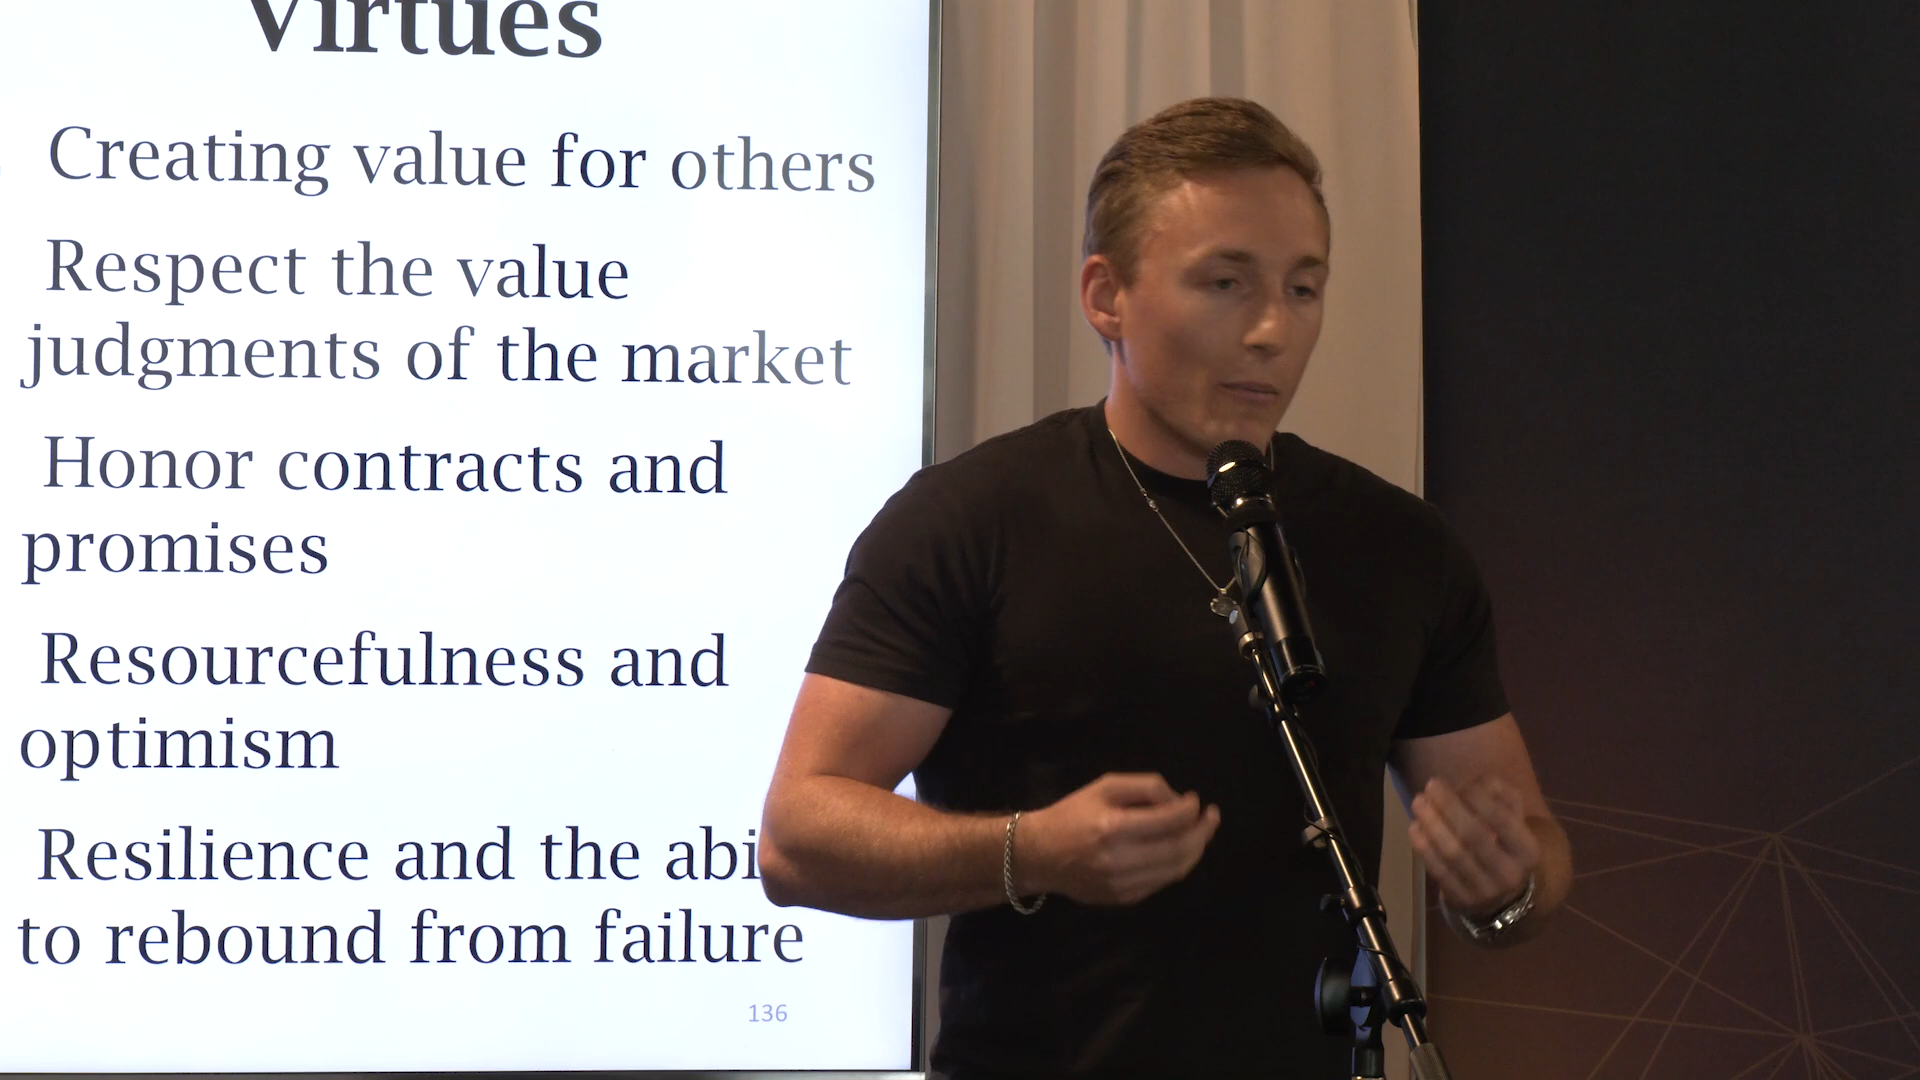 Virtues
Creating value for others
Respect the value
judgments of the market
Honor contracts and
promises
Resourcefulness and
optimism
Resilience and the
to rebound from failure
136